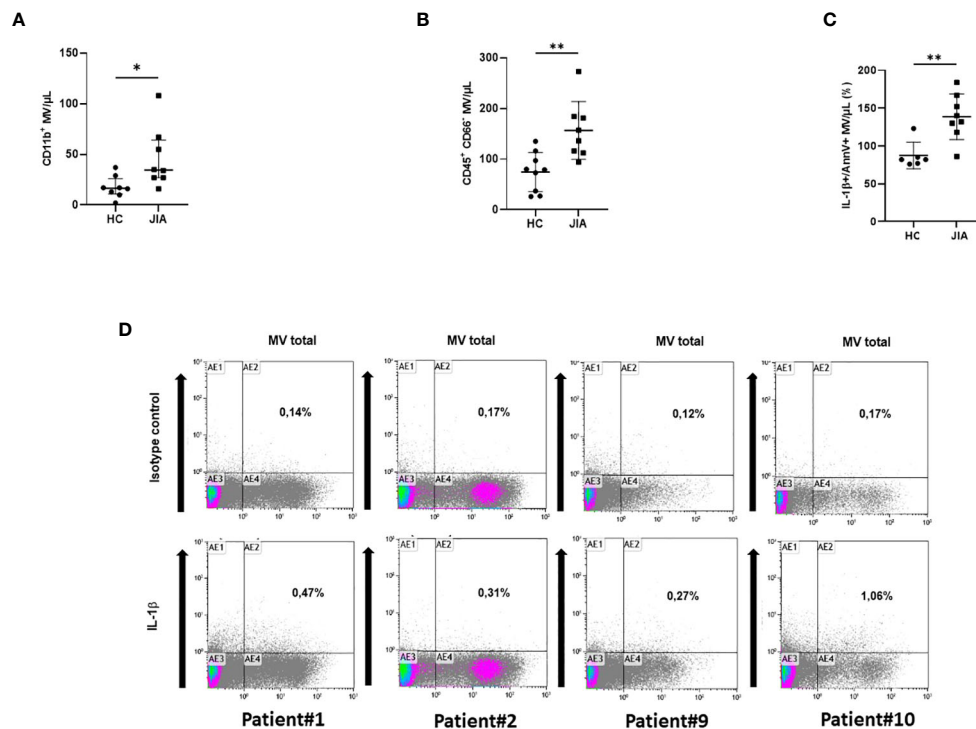 A
B
C
150
100
50
0
CD11b+ MV/µL
*
HC JIA
300
200
100
0
CD45+ CD66- MV/µL
**
HC JIA
200
150
100
50
0
IL-1β+/AnnV+ MV/µL (%)
**
HC JIA
D
MV total MV total MV total MV total
Isotype control
AE1 AE2 AE1 AE2 AE1 AE2 AE1 AE2
0,14% 0,17% 0,12% 0,17%
AE3 AE4 AE3 AE4 AE3 AE4 AE3 AE4
IL-1β
AE1 AE2 AE1 AE2 AE1 AE2 AE1 AE2
0,47% 0,31% 0,27% 1,06%
AE3 AE4 AE3 AE4 AE3 AE4 AE3 AE4
Patient#1 Patient#2 Patient#9 Patient#10